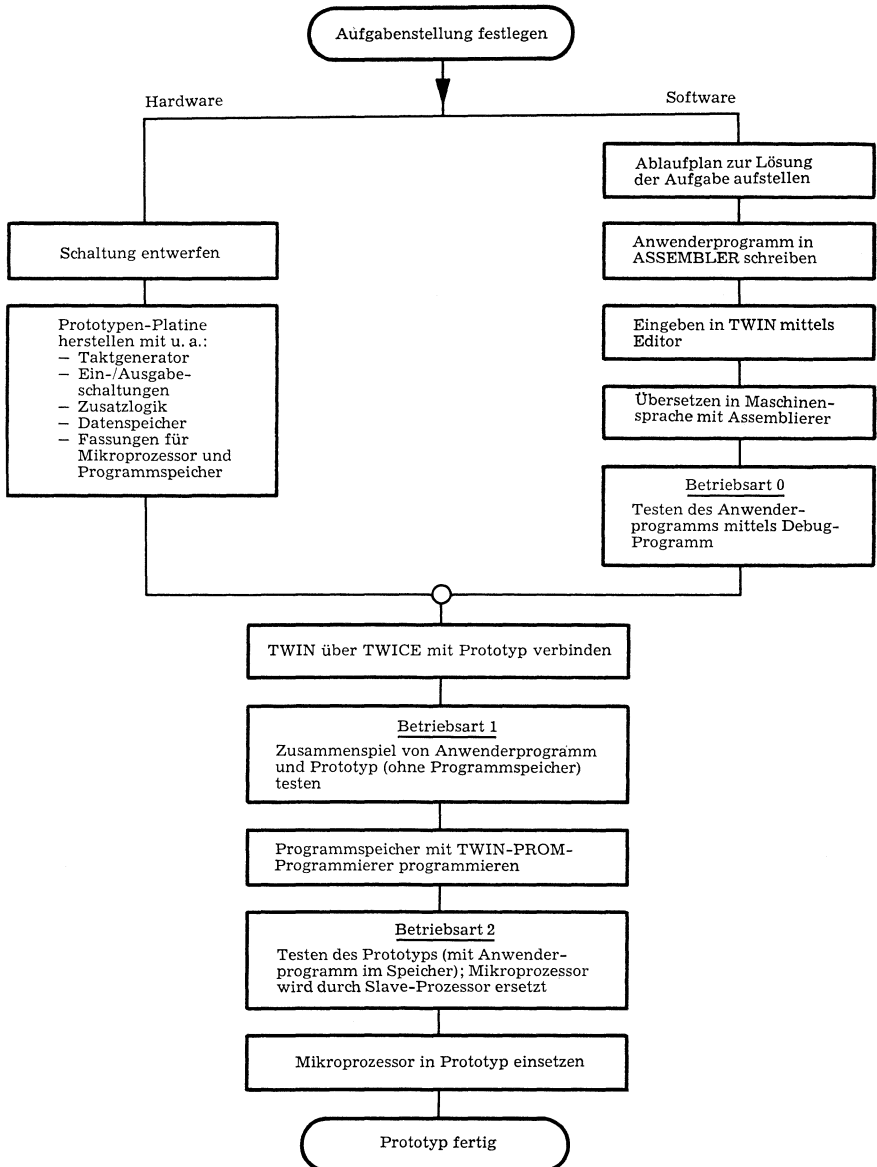 Aufgabenstellung festlegen
Hardware
Software
Schaltung entwerfen
Prototypen-Platine
herstellen mit u. a.:
– Taktgenerator
– Ein-/Ausgabe-
schaltungen
– Zusatzlogik
– Datenspeicher
– Fassungen für
Mikroprozessor und
Programmspeicher
Ablaufplan zur Lösung
der Aufgabe aufstellen
Anwenderprogramm in
ASSEMBLER schreiben
Eingeben in TWIN mittels
Editor
Übersetzen in Maschinen-
sprache mit Assemblierer
Betriebsart 0
Testen des Anwender-
programms mittels Debug-
Programm
TWIN über TWICE mit Prototyp verbinden
Betriebsart 1
Zusammenspiel von Anwenderprogramm
und Prototyp (ohne Programmspeicher)
testen
Programmspeicher mit TWIN-PROM-
Programmierer programmieren
Betriebsart 2
Testen des Prototyps (mit Anwender-
programm im Speicher); Mikroprozessor
wird durch Slave-Prozessor ersetzt
Mikroprozessor in Prototyp einsetzen
Prototyp fertig